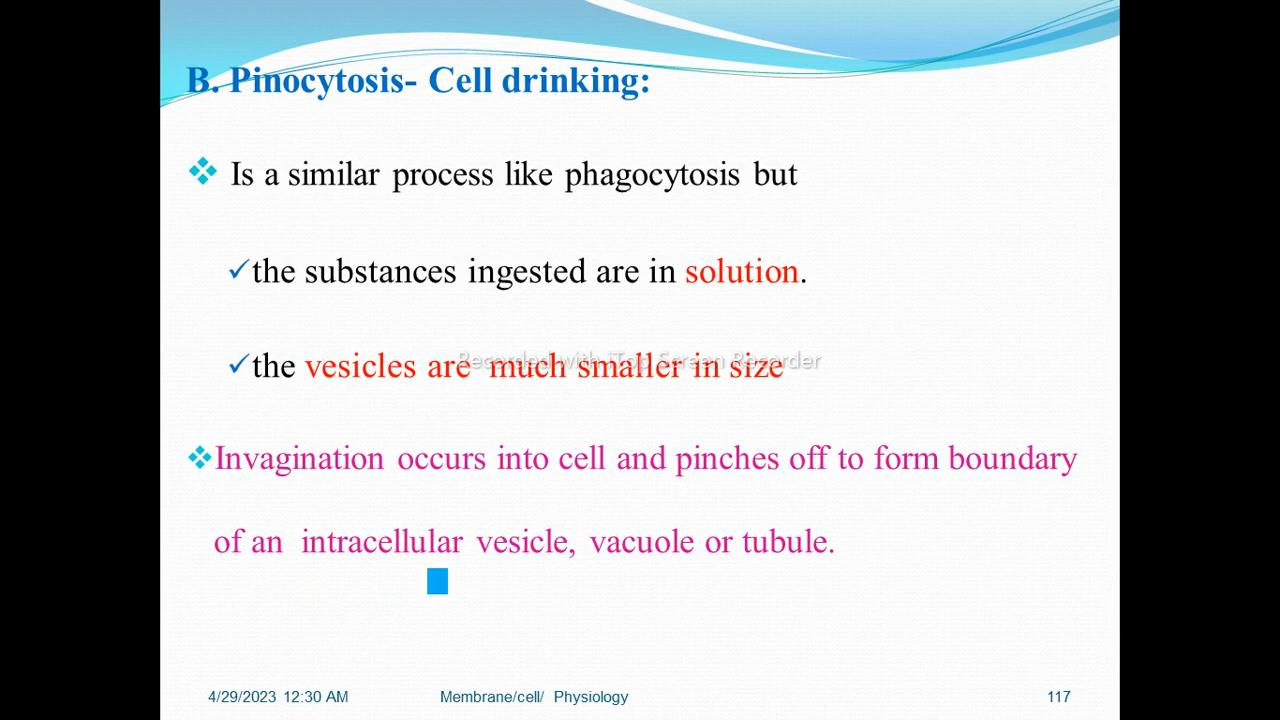 B. Pinocytosis- Cell drinking:
Is a similar process like phagocytosis but
the substances ingested are in solution.
the vesicles are much smaller in size
Recorded with iTop Screen Recorder
Invagination occurs into cell and pinches off to form boundary
of an intracellular vesicle, vacuole or tubule.
4/29/2023 12:30 AM Membrane/cell/ Physiology 117